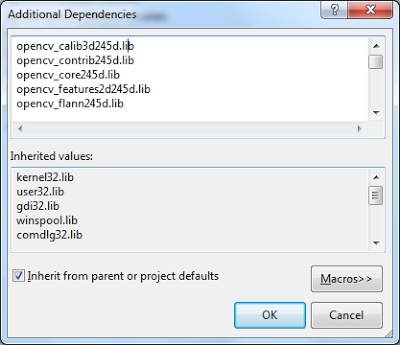 Additional Dependencies
opencv_calib3d245d.lib
opencv_contrib245d.lib
opencv_core245d.lib
opencv_features2d245d.lib
opencv_flann245d.lib
Inherited values:
kernel32.lib
user32.lib
gdi32.lib
winspool.lib
comdlg32.lib
Inherit from parent or project defaults
Macros>>
OK
Cancel